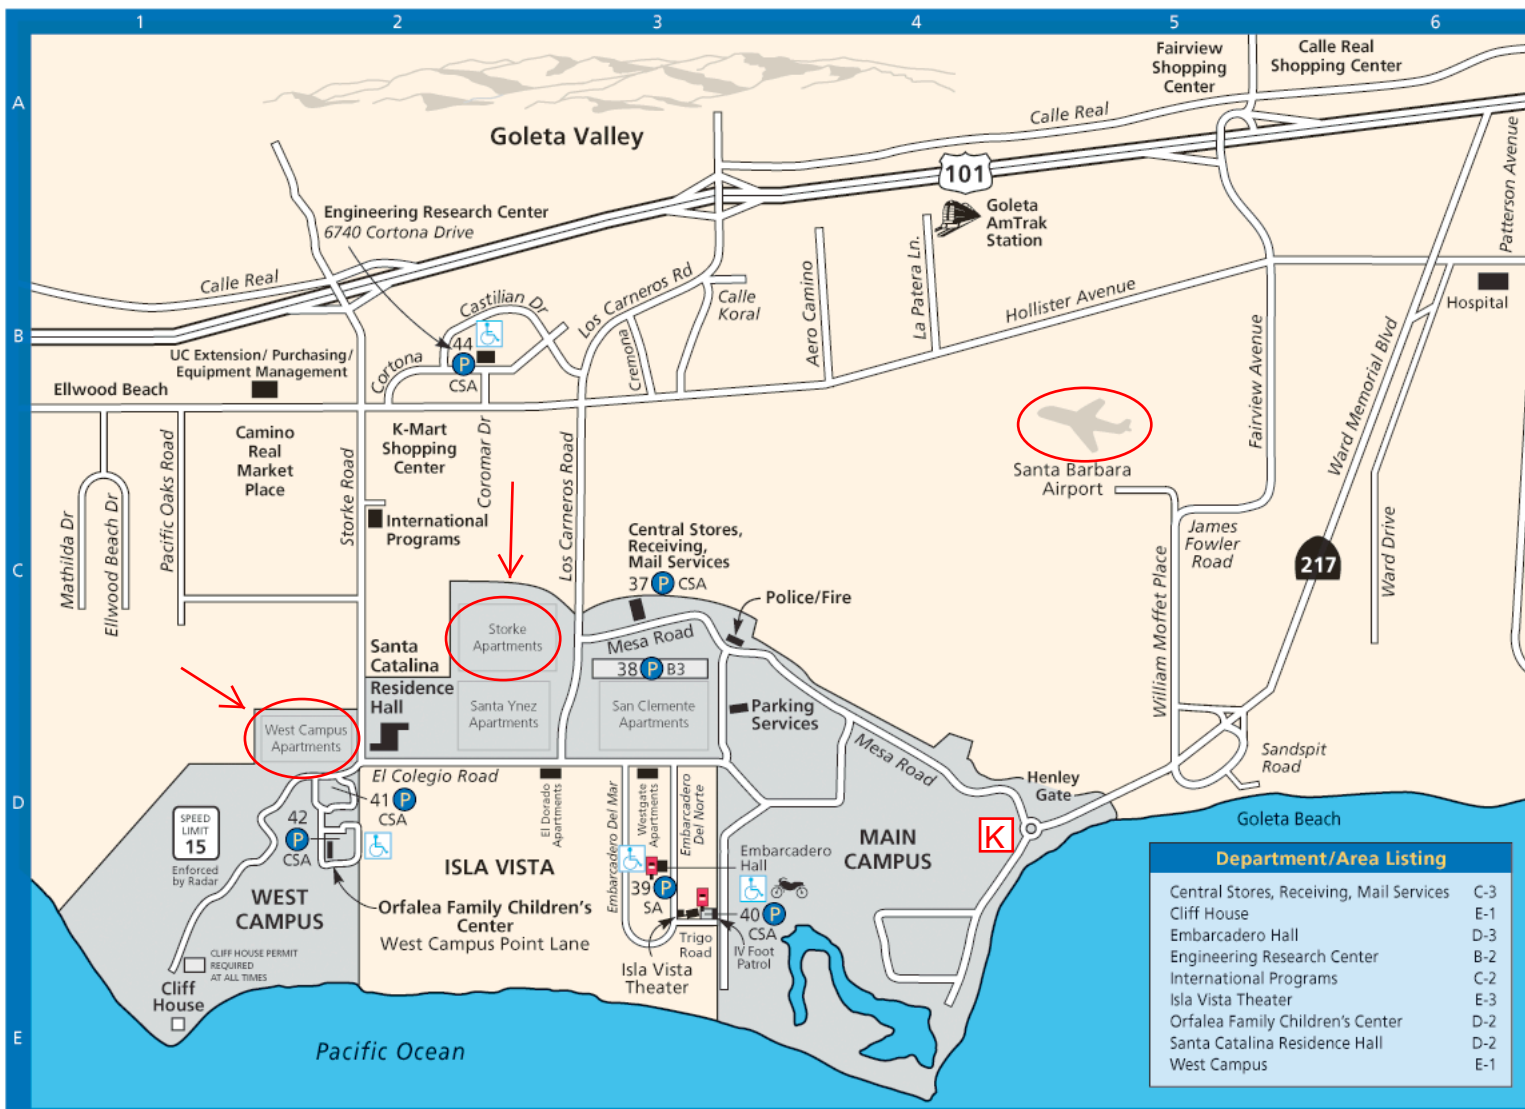 1 2 3 4 5 6
A
B
C
D
E
Fairview
Shopping
Center
Calle Real
Shopping Center
Calle Real
Goleta Valley
101
Patterson Avenue
Engineering Research Center
6740 Cortona Drive
Goleta
AmTrak
Station
Calle Real
Castilian Dr
Los Carneros Rd
Calle
Koral
Aero Camino
La Patera Ln.
Hollister Avenue
Hospital
44
P
CSA
Cortona
Cremona
UC Extension/ Purchasing/
Equipment Management
Ellwood Beach
Fairview Avenue
Ward Memorial Blvd
Camino
Real
Market
Place
K-Mart
Shopping
Center
Coromar Dr
Storke Road
Los Carneros Road
Pacific Oaks Road
Mathilda Dr
Ellwood Beach Dr
Santa Barbara
Airport
International
Programs
James
Fowler
Road
Ward Drive
217
William Moffet Place
Central Stores,
Receiving,
Mail Services
37 P CSA
Police/Fire
Storke
Apartments
Mesa Road
38 P B3
Santa
Catalina
Residence
Hall
Santa Ynez
Apartments
San Clemente
Apartments
Parking
Services
West Campus
Apartments
Mesa Road
Sandspit
Road
El Colegio Road
Henley
Gate
41 P
CSA
42
P
CSA
SPEED
LIMIT
15
Enforced
by Radar
El Dorado
Apartments
Embarcadero Del Mar
Westgate
Apartments
Embarcadero
Del Norte
K
Goleta Beach
MAIN
CAMPUS
Embarcadero
Hall
ISLA VISTA
WEST
CAMPUS
39 P
SA
40 P
CSA
Orfalea Family Children's
Center
West Campus Point Lane
Trigo
Road
IV Foot
Patrol
Isla Vista
Theater
CLIFF HOUSE PERMIT
REQUIRED
AT ALL TIMES
Cliff
House
Pacific Ocean
Department/Area Listing
Central Stores, Receiving, Mail Services C-3
Cliff House E-1
Embarcadero Hall D-3
Engineering Research Center B-2
International Programs C-2
Isla Vista Theater E-3
Orfalea Family Children's Center D-2
Santa Catalina Residence Hall D-2
West Campus E-1